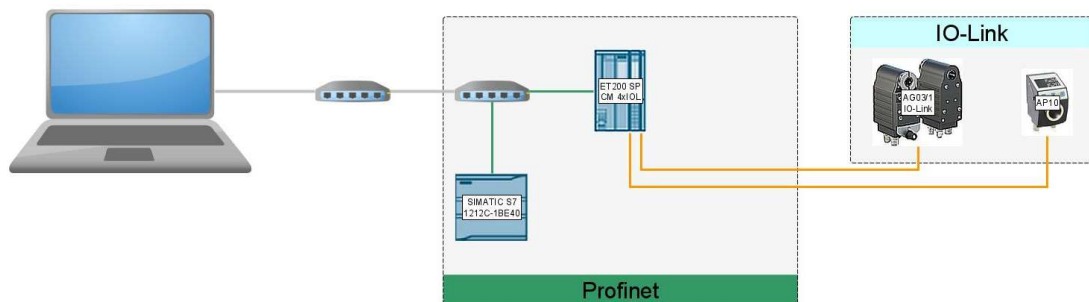 IO-Link
ET200 SP
CM 4xIOL
AG03/1
IO-Link
AP10
SIMATIC S7
1212C-1BE40
Profinet